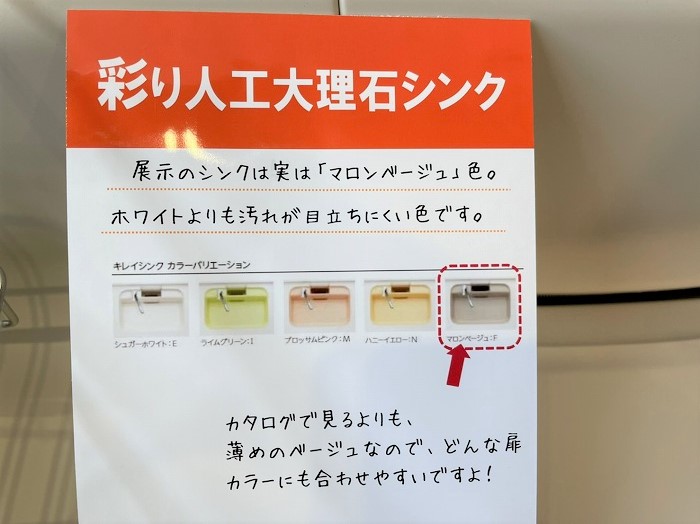 彩り人工大理石シンク
展示のシンクは実は「マロンベージュ」色。
ホワイトよりも汚れが目立ちにくい色です。
キレイシンク カラーバリエーション
シュガーホワイト:E ライムグリーン:I ブロッサムピンク:M ハニーイエロー:N マロンベージュ:F
カタログで見るよりも、
薄めのベージュなので、どんな扉
カラーにも合わせやすいですよ!